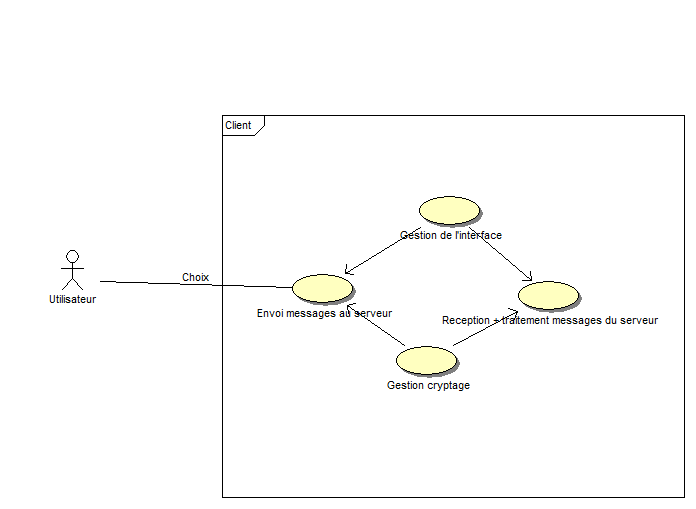 Client
Gestion de l'interface
Choix
Utilisateur
Envoi messages au serveur
Reception + traitement messages du serveur
Gestion cryptage